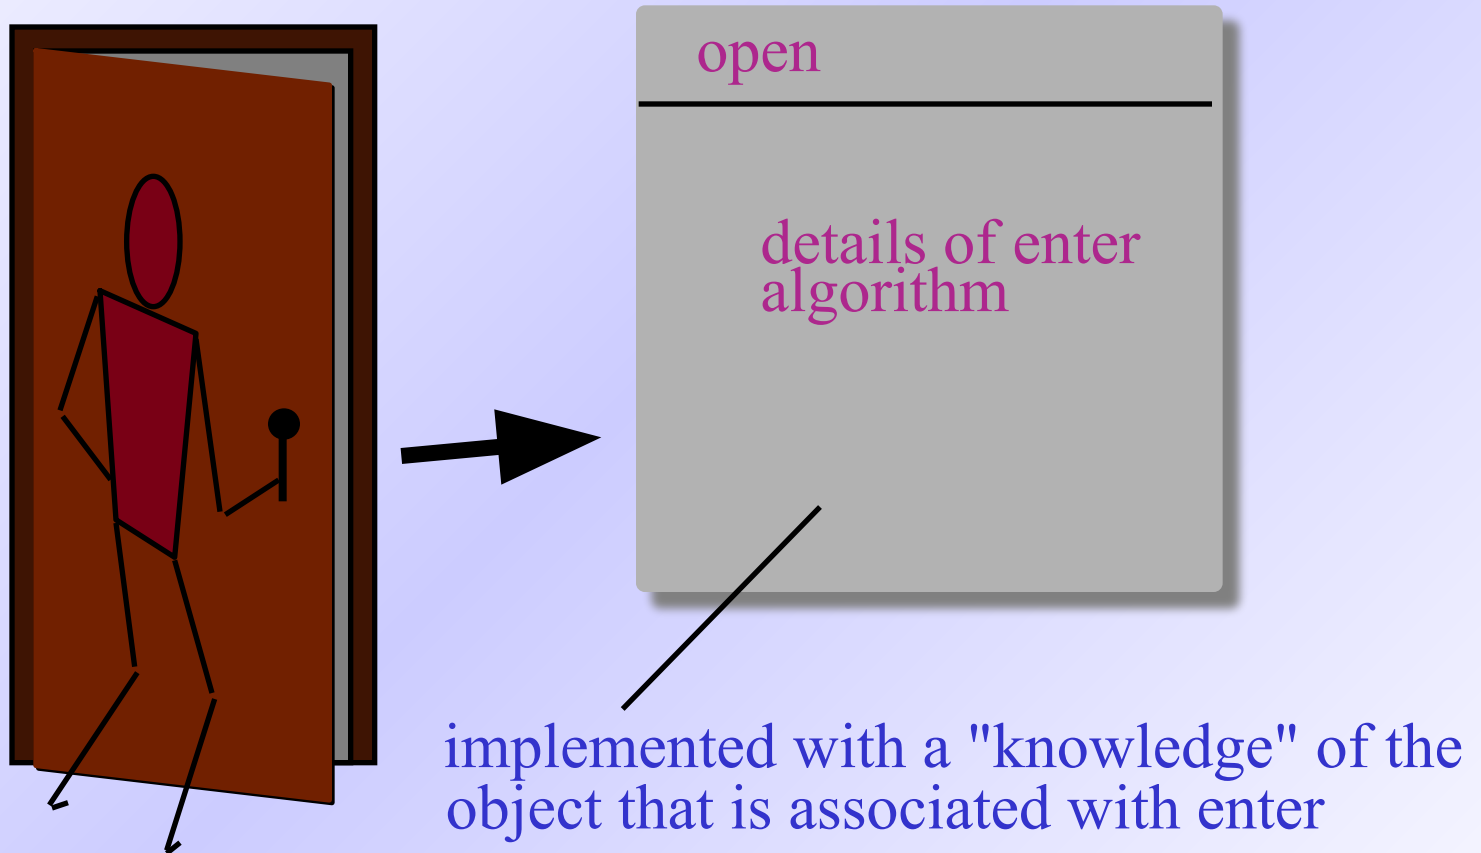 open
details of enter
algorithm
implemented with a "knowledge" of the
object that is associated with enter